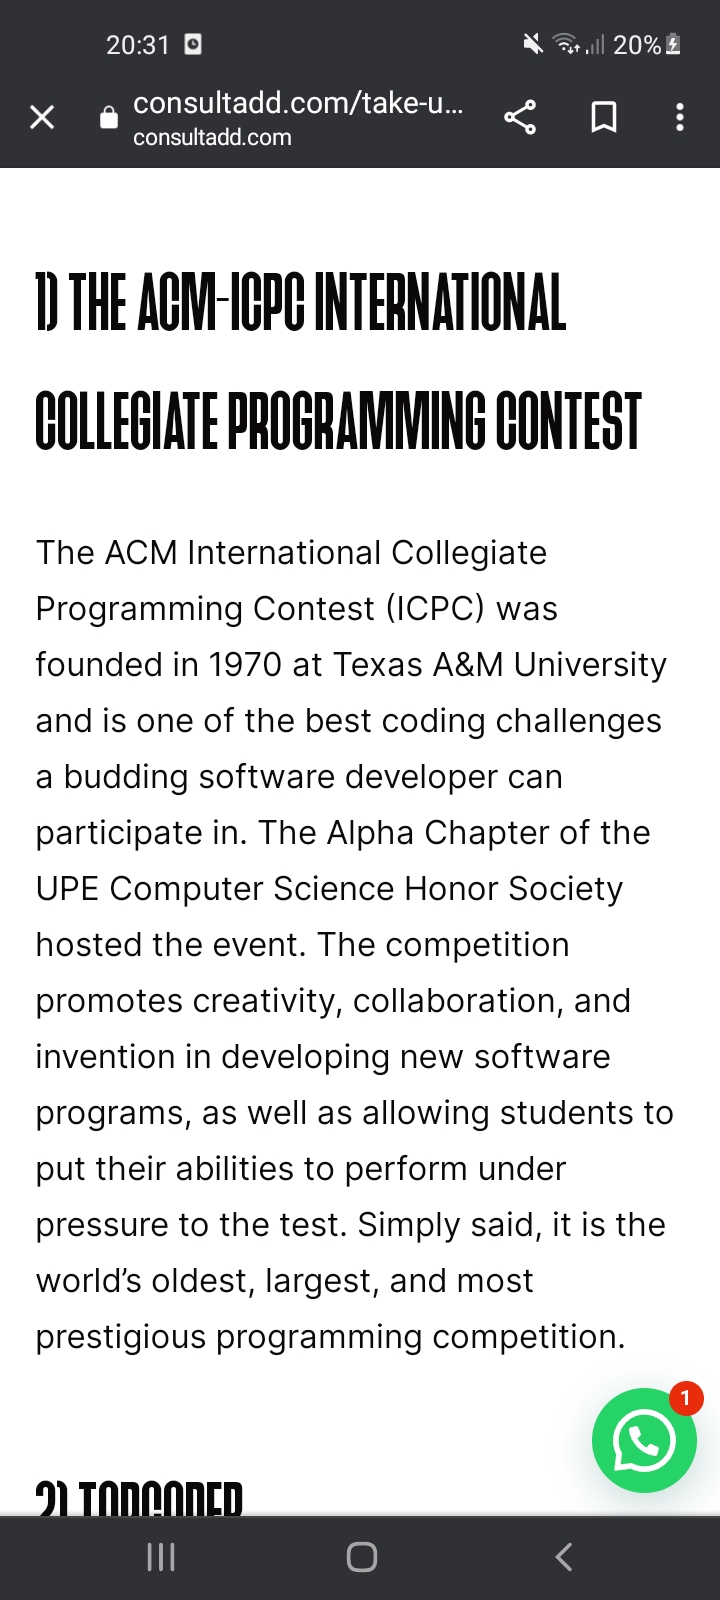 20:31
20%
consultadd.com/take-u...
consultadd.com
1) THE ACM-ICPC INTERNATIONAL
COLLEGIATE PROGRAMMING CONTEST
The ACM International Collegiate
Programming Contest (ICPC) was
founded in 1970 at Texas A&M University
and is one of the best coding challenges
a budding software developer can
participate in. The Alpha Chapter of the
UPE Computer Science Honor Society
hosted the event. The competition
promotes creativity, collaboration, and
invention in developing new software
programs, as well as allowing students to
put their abilities to perform under
pressure to the test. Simply said, it is the
world’s oldest, largest, and most
prestigious programming competition.
1
2) TOPCODER